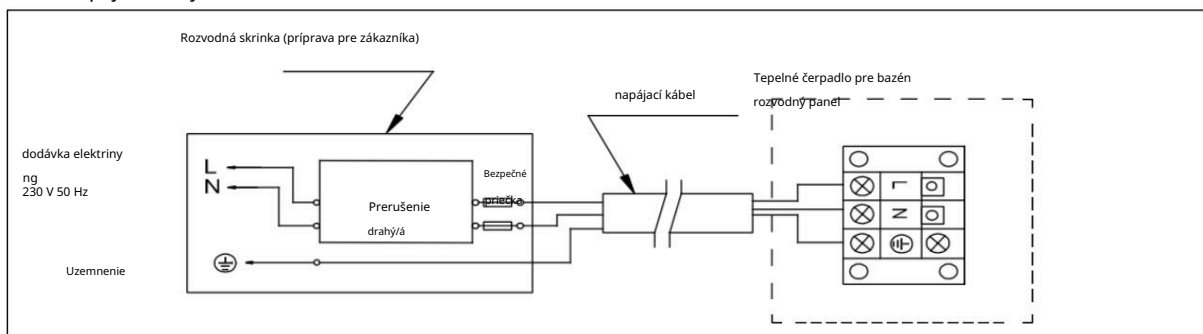 Rozvodná skrinka (príprava pre zákazníka)
Tepelné čerpadlo pre bazén
rozvodný panel
napájací kábel
dodávka elektriny
ng
230 V 50 Hz
L
N
Bezpečné
priečka
Prerušenie
drahý/á
Uzemnenie
L
N